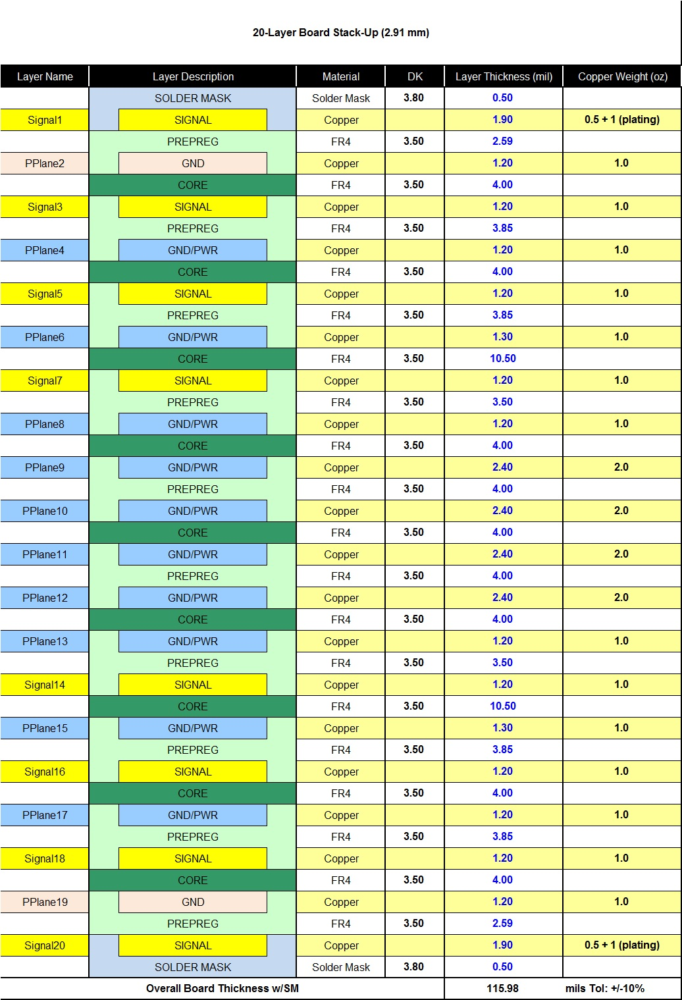 20-Layer Board Stack-Up (2.91 mm)
Layer Name Layer Description Material DK Layer Thickness (mil) Copper Weight (oz)
SOLDER MASK Solder Mask 3.80 0.50
Signal1 SIGNAL Copper 1.90 0.5 + 1 (plating)
PREPREG FR4 3.50 2.59
PPlane2 GND Copper 1.20 1.0
CORE FR4 3.50 4.00
Signal3 SIGNAL Copper 1.20 1.0
PREPREG FR4 3.50 3.85
PPlane4 GND/PWR Copper 1.20 1.0
CORE FR4 3.50 4.00
Signal5 SIGNAL Copper 1.20 1.0
PREPREG FR4 3.50 3.85
PPlane6 GND/PWR Copper 1.30 1.0
CORE FR4 3.50 10.50
Signal7 SIGNAL Copper 1.20 1.0
PREPREG FR4 3.50 3.50
PPlane8 GND/PWR Copper 1.20 1.0
CORE FR4 3.50 4.00
PPlane9 GND/PWR Copper 2.40 2.0
PREPREG FR4 3.50 4.00
PPlane10 GND/PWR Copper 2.40 2.0
CORE FR4 3.50 4.00
PPlane11 GND/PWR Copper 2.40 2.0
PREPREG FR4 3.50 4.00
PPlane12 GND/PWR Copper 2.40 2.0
CORE FR4 3.50 4.00
PPlane13 GND/PWR Copper 1.20 1.0
PREPREG FR4 3.50 3.50
Signal14 SIGNAL Copper 1.20 1.0
CORE FR4 3.50 10.50
PPlane15 GND/PWR Copper 1.30 1.0
PREPREG FR4 3.50 3.85
Signal16 SIGNAL Copper 1.20 1.0
CORE FR4 3.50 4.00
PPlane17 GND/PWR Copper 1.20 1.0
PREPREG FR4 3.50 3.85
Signal18 SIGNAL Copper 1.20 1.0
CORE FR4 3.50 4.00
PPlane19 GND Copper 1.20 1.0
PREPREG FR4 3.50 2.59
Signal20 SIGNAL Copper 1.90 0.5 + 1 (plating)
SOLDER MASK Solder Mask 3.80 0.50
Overall Board Thickness w/SM 115.98 mils Tol: +/-10%